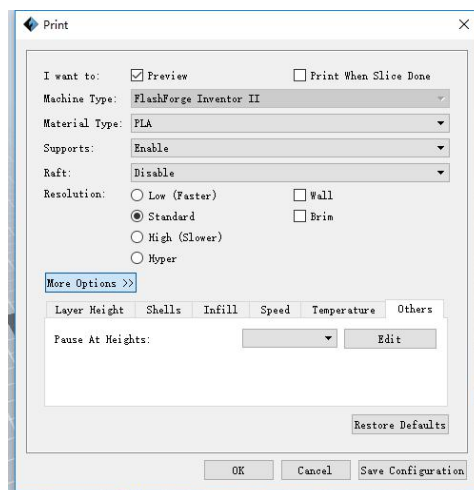 Print
I want to: Preview Print When Slice Done
Machine Type: FlashForge Inventor II
Material Type: PLA
Supports: Enable
Raft: Disable
Resolution: Low (Faster) Wall
Standard Brim
High (Slower)
Hyper
More Options >>
Layer Height Shells Infill Speed Temperature Others
Pause At Heights: Edit
Restore Defaults
OK Cancel Save Configuration